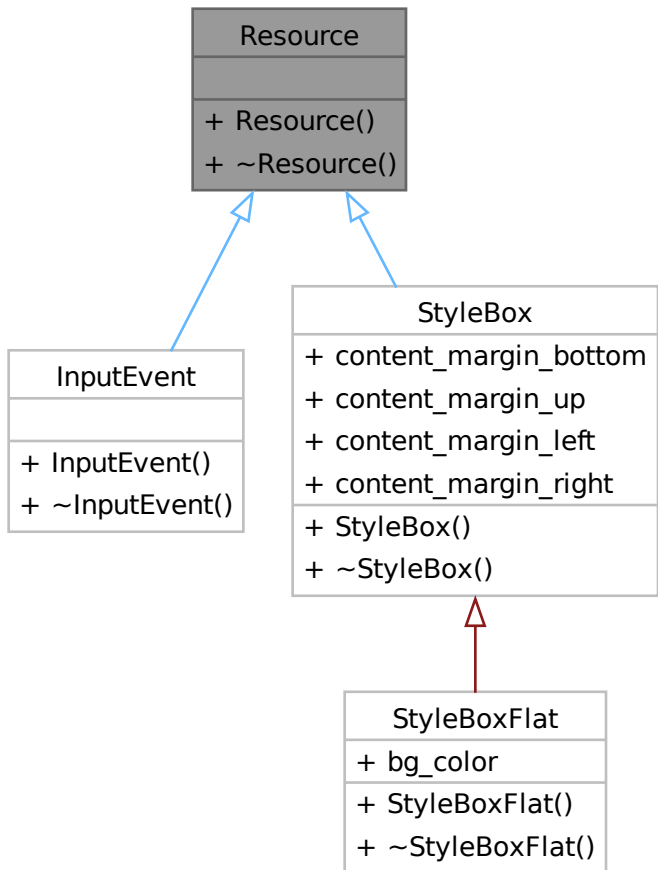 Resource
+ Resource()
+ ~Resource()
InputEvent
+ InputEvent()
+ ~InputEvent()
StyleBox
+ content_margin_bottom
+ content_margin_up
+ content_margin_left
+ content_margin_right
+ StyleBox()
+ ~StyleBox()
StyleBoxFlat
+ bg_color
+ StyleBoxFlat()
+ ~StyleBoxFlat()